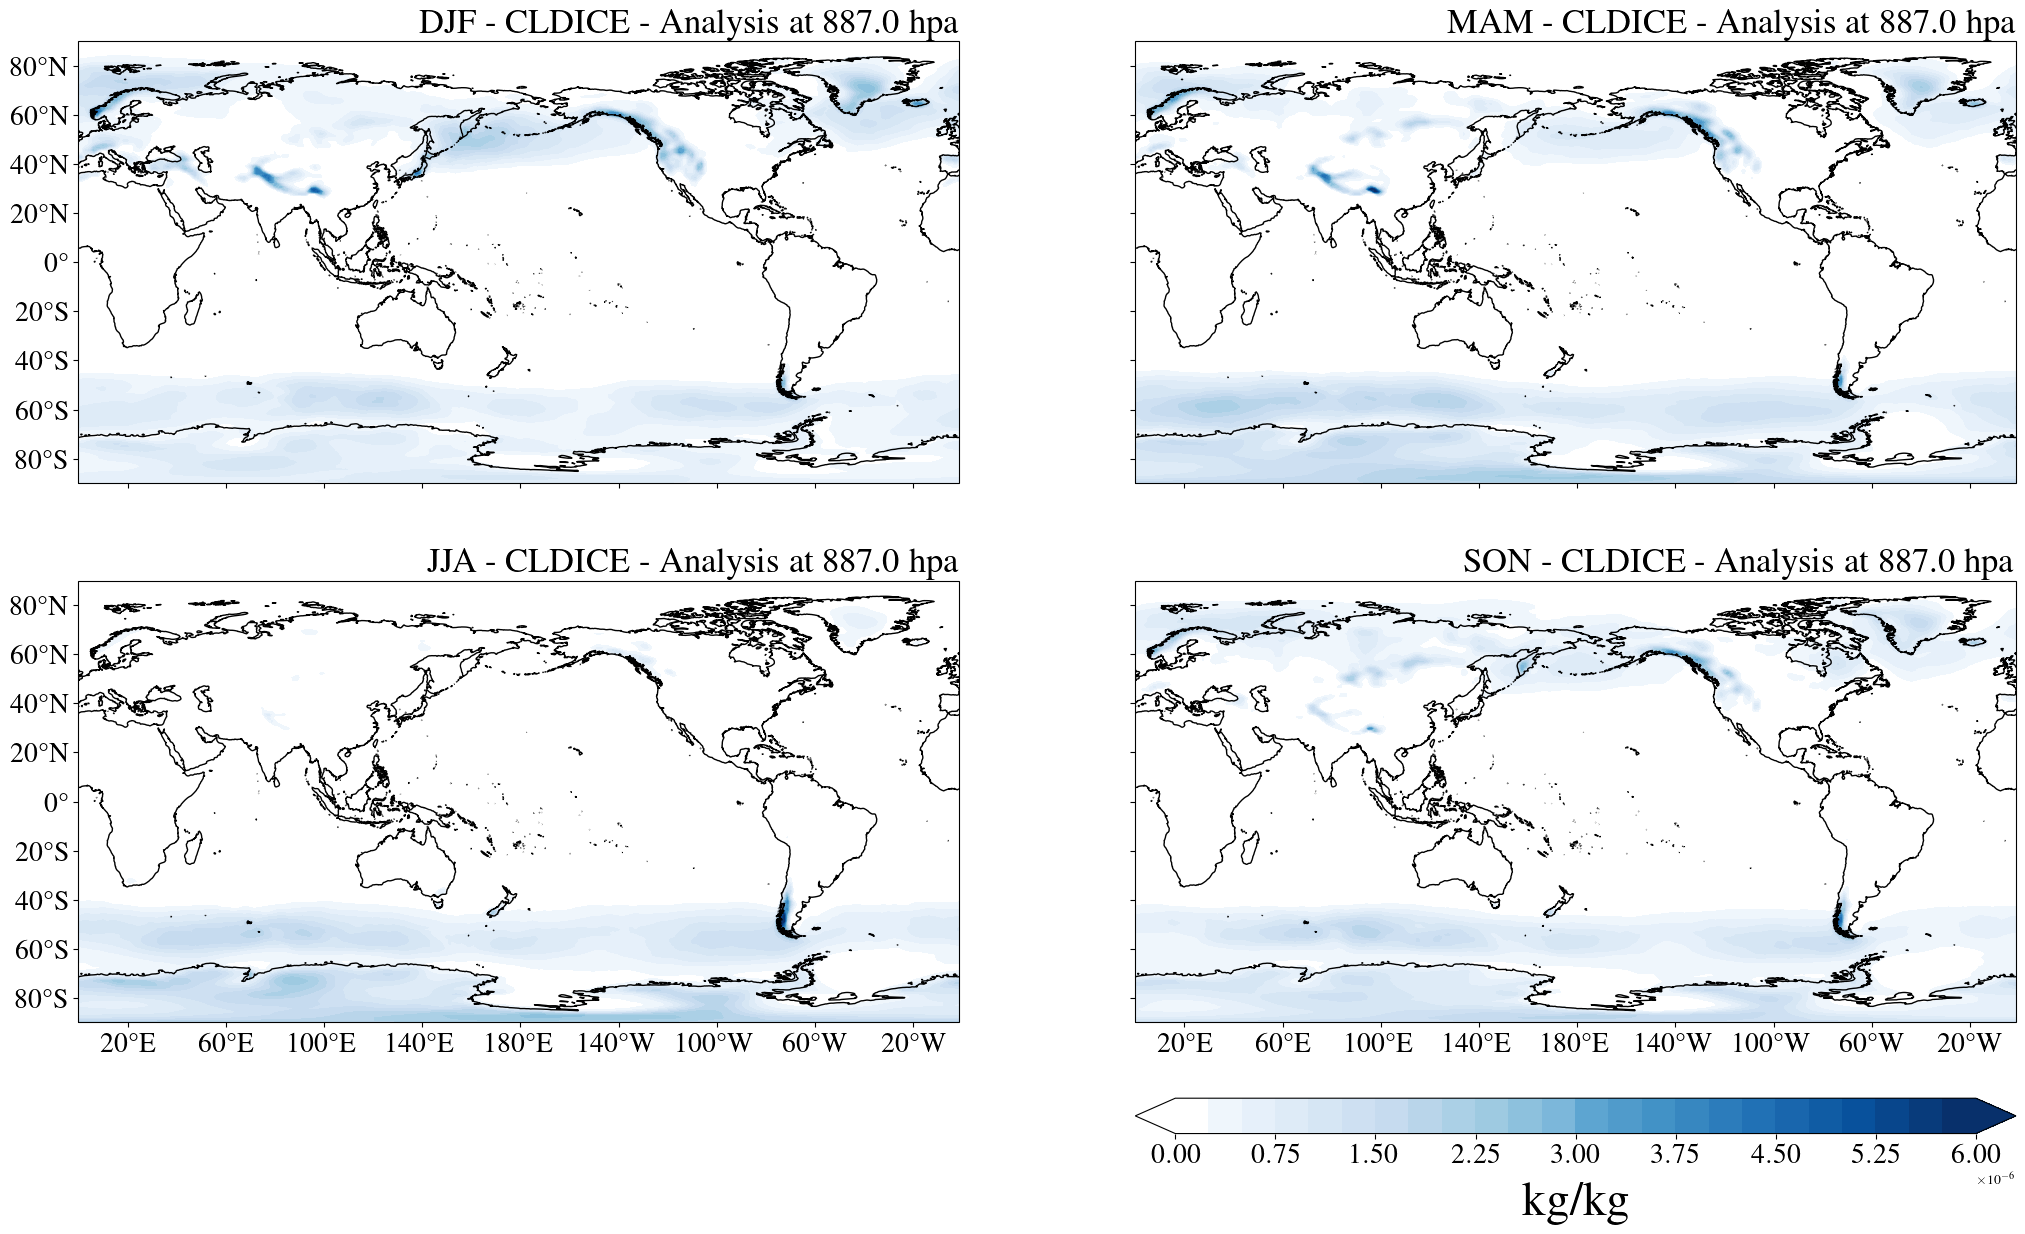 DJF - CLDICE - Analysis at 887.0 hpa
MAM - CLDICE - Analysis at 887.0 hpa
80°N
60°N
40°N
20°N
0°
20°S
40°S
60°S
80°S
JJA - CLDICE - Analysis at 887.0 hpa
SON - CLDICE - Analysis at 887.0 hpa
80°N
60°N
40°N
20°N
0°
20°S
40°S
60°S
80°S
20°E 60°E 100°E 140°E 180°E 140°W 100°W 60°W 20°W
20°E 60°E 100°E 140°E 180°E 140°W 100°W 60°W 20°W
0.00 0.75 1.50 2.25 3.00 3.75 4.50 5.25 6.00
×10⁻⁶
kg/kg